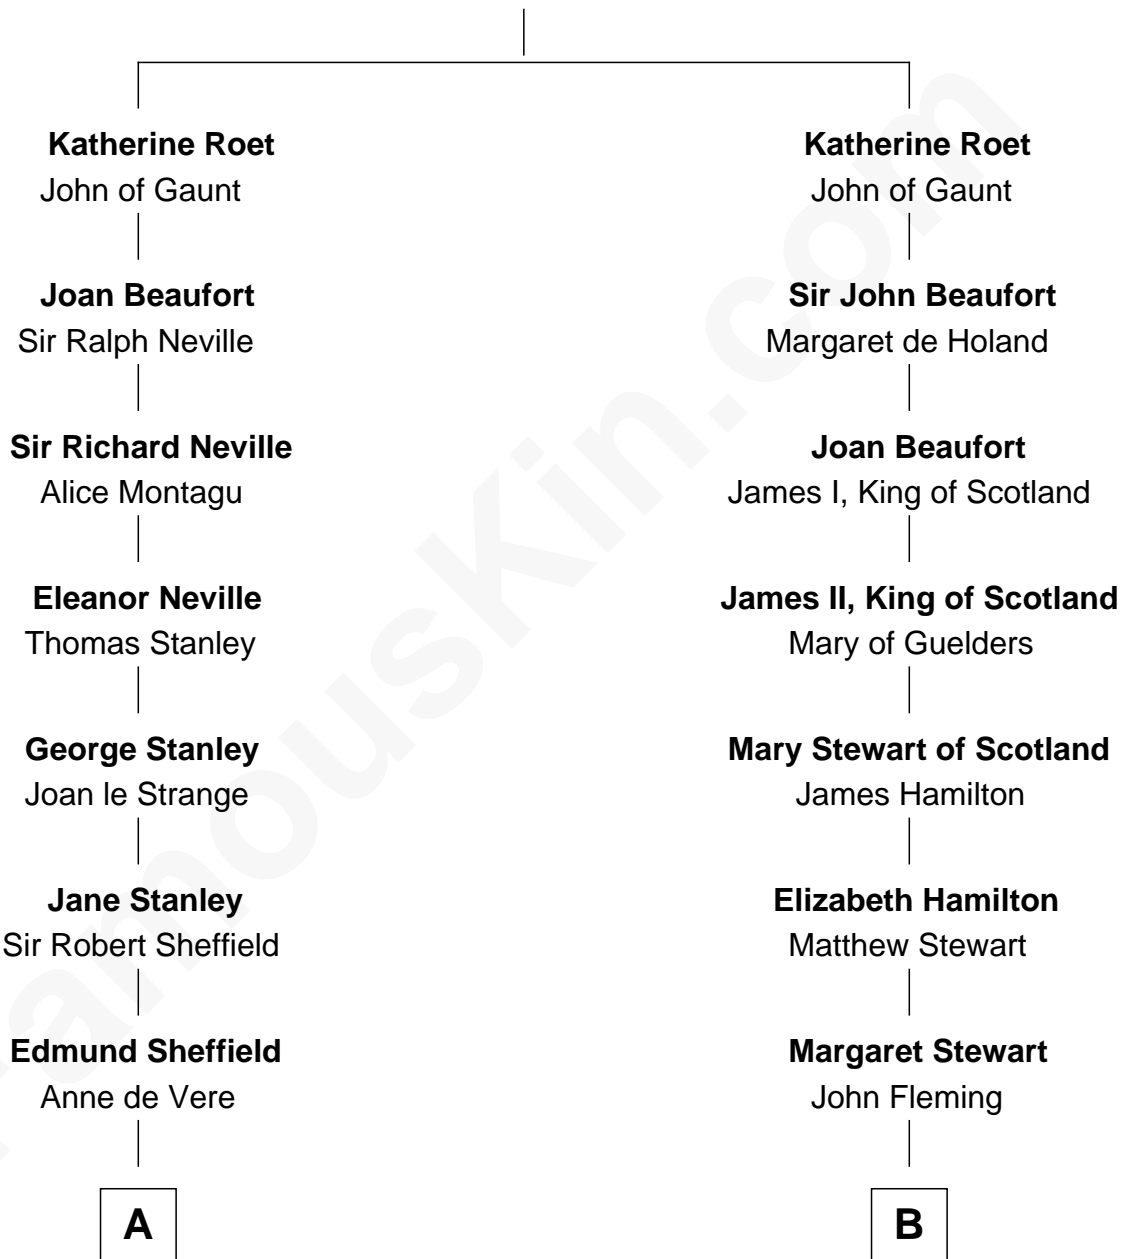 Katherine Roet
John of Gaunt
Joan Beaufort
Sir Ralph Neville
Sir Richard Neville
Alice Montagu
Eleanor Neville
Thomas Stanley
George Stanley
Joan le Strange
Jane Stanley
Sir Robert Sheffield
Edmund Sheffield
Anne de Vere
A
Katherine Roet
John of Gaunt
Sir John Beaufort
Margaret de Holand
Joan Beaufort
James I, King of Scotland
James II, King of Scotland
Mary of Guelders
Mary Stewart of Scotland
James Hamilton
Elizabeth Hamilton
Matthew Stewart
Margaret Stewart
John Fleming
B
FamousKin.com